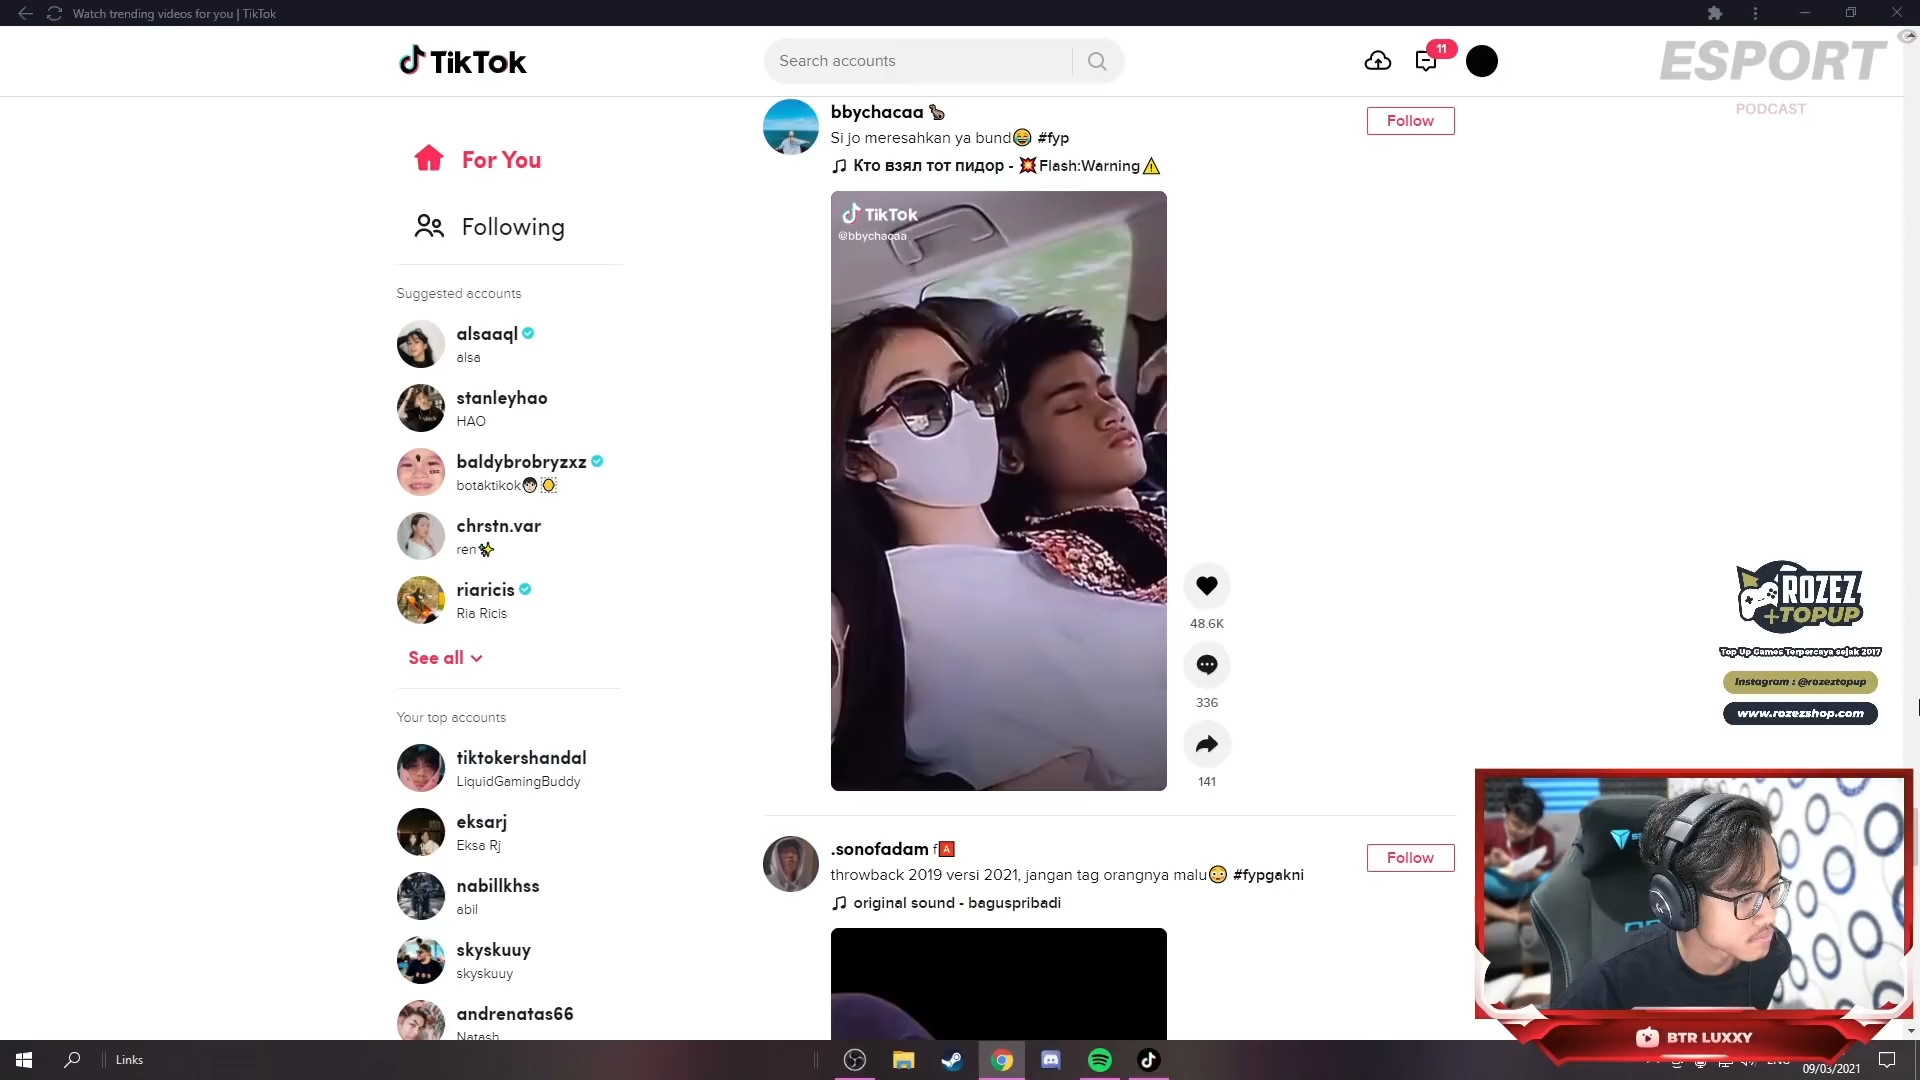 Watch trending videos for you | TikTok
TikTok
Search accounts
11
ESPORT
PODCAST
For You
Following
Suggested accounts
alsaaql
alsa
stanleyhao
HAO
baldybrobryzxz
botaktikok
chrstn.var
ren
riaricis
Ria Ricis
See all
Your top accounts
tiktokershandal
LiquidGamingBuddy
eksarj
Eksa Rj
nabillkhss
abil
skyskuuy
skyskuuy
andrenatas66
Natash
bbychacaa 🐈
Si jo meresahkan ya bund😂 #fyp
Кто взял тот пидор - 💥Flash:Warning⚠
Follow
TikTok
@bbychacaa
48.6K
336
141
.sonofadam f🅰
throwback 2019 versi 2021, jangan tag orangnya malu😳 #fypgakni
original sound - baguspribadi
Follow
ROZEZ
+TOPUP
Top Up Games Terpercaya sejak 2017
Instagram : @rozeztopup
www.rozezshop.com
BTR LUXXY
Links
09/03/2021